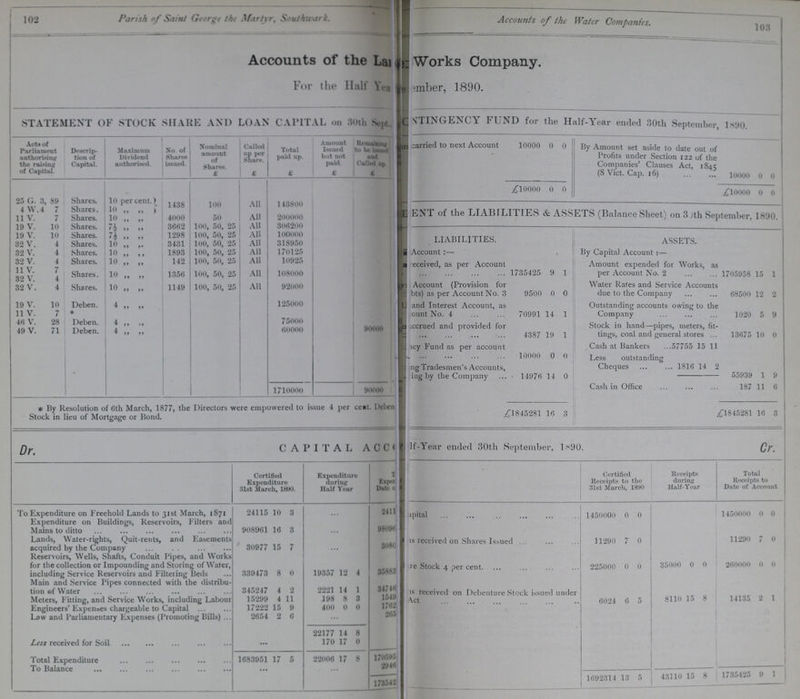 102 Parish of Saint George the Martyr, Southwark.
Accounts of the La
For the Half Yea
STATEMENT OF STOCK SHARE AND LOAN CAPITAL on 30th Sept.
Acts of Parliament authorising the raising of Capital. Description of Capital. Maximum Dividend authorised. No. of Shares issued. Nominal amount of Shares. £ Called up per Share. £ Total paid up. £ Amount Issued but not paid £ Remaining to be issued and Called up. £
25 G. 3, 89 Shares. 10 per cent. }
4 W.4 7 Shares. 10 „ „ } 1438 100 All 143800
11 V. 7 Shares. 10 „ „ 4000 50 All 200000
19 V. 10 Shares. 7½ „ „ 3662 100, 50, 25 All 306200
19 V. 10 Shares. 7½ „ „ 1298 100, 50, 25 All 100000
32 V. 4 Shares. 10 „ „ 3431 100, 50, 25 All 318950
32 V. 4 Shares. 10 „ „ 1893 100, 50, 25 All 170125
32 V. 4 Shares. 10 „ „ 142 100, 50, 25 All 10925
11 V. 7
32 V. 4 Shares. 10 „ „ 1356 100, 50, 25 All 108000
32 V. 4 Shares. 10 „ „ 1149 100, 50, 25 All 92000
19 V. 10 Deben. 4 „ „ 125000
11 V. 7 *
46 V. 28 Deben. 4 „ „ 75000
49 V. 71 Deben. 4 „ „ 60000 90000
1710000 90000
* By Resolution of 6th March, 1877, the Directors were empowered to issue 4 per cent. Deben
Stock in lieu of Mortgage or Bond.
Dr. CAPITAL ACC
Certified Expenditure 31st March, 1890. Expenditure during Half Year
To Expenditure on Freehold Lands to 31st March, 1871 24115 10 3 ... 2411
Expenditure on Buildings, Reservoirs, Filters and
Mains to ditto 908961 16 3 ...
Lands, Water-rights, Quit-rents, and Easements
acquired by the Company 30977 15 7 ...
Reservoirs, Wells, Shafts, Conduit Pipes, and Works
for the collection or Impounding and Storing of Water,
including Service Reservoirs and Filtering Beds 339473 8 0 19357 12 4
Main and Service Pipes connected with the distribu-
tion of Water 345247 4 2 2221 14 1
Meters, Fitting, and Service Works, including Labour 15299 4 11 198 8 3 1549
Engineers' Expenses chargeable to Capital 17222 15 9 400 0 0 1762
Law and Parliamentary Expenses (Promoting Bills) 2654 2 6 ... 265
22177 14 8
Less received for Soil ... 170 17 0
Total Expenditure 1683951 17 5 22006 17 8
To Balance ... ... 2946
173542
Accounts of the Water Companies. 103
Works Company.
ember, 1890.
NTINGENCY FUND for the Half-Year ended 30th September, 1890.
carried to next Account 10000 0 0
£10000 0 0
By Amount set aside to date out of
Profits under Section 122 of the
Companies' Clauses Act, 1845
(8 Vict. Cap. 16) 10000 0 0
£10000 0 0
ENT of the LIABILITIES & ASSETS (Balance Sheet) on 30th September, 1890.
LIABILITIES.
Account:—
received, as per Account
1735425 9 1
Account (Provision for
bts) as per Account No. 3 9500 0 0
and Interest Account, as
ount No. 4 70991 14 1
ccrued and provided for
4387 19 1
cy Fund as per account
10000 0 0
ng Tradesmen's Accounts,
ing by the Company 14976 14 0
£1845281 16 3
ASSETS.
By Capital Account:—
Amount expended for Works, as
per Account No. 2 1705958 15 1
Water Rates and Service Accounts
due to the Company 68500 12 2
Outstanding accounts owing to the
Company 1020 5 9
Stock in hand—pipes, meters, fit-
tings, coal and general stores 13675 10 0
Cash at Bankers ...57755 15 11
Less outstanding
Cheques 1816 14 2
55939 1 9
Cash in Office 187 11 6
£1845281 16 3
lf-Year ended 30th September, 1890. Cr.
Certified Receipts to the 31st March, 1890 Receipts during Half-Year Total Receipts to Date of Account
apital 1450000 0 0 1450000 0 0
is received on Shares Issued 11290 7 0 11290 7 0
re Stock 4 per cent. 225000 0 0 35000 0 0 260000 0 0
is received on Debenture Stock issued under
Act 6024 6 5 8110 15 8 14135 2 1
1692314 13 5 43110 15 8 1735425 9 1